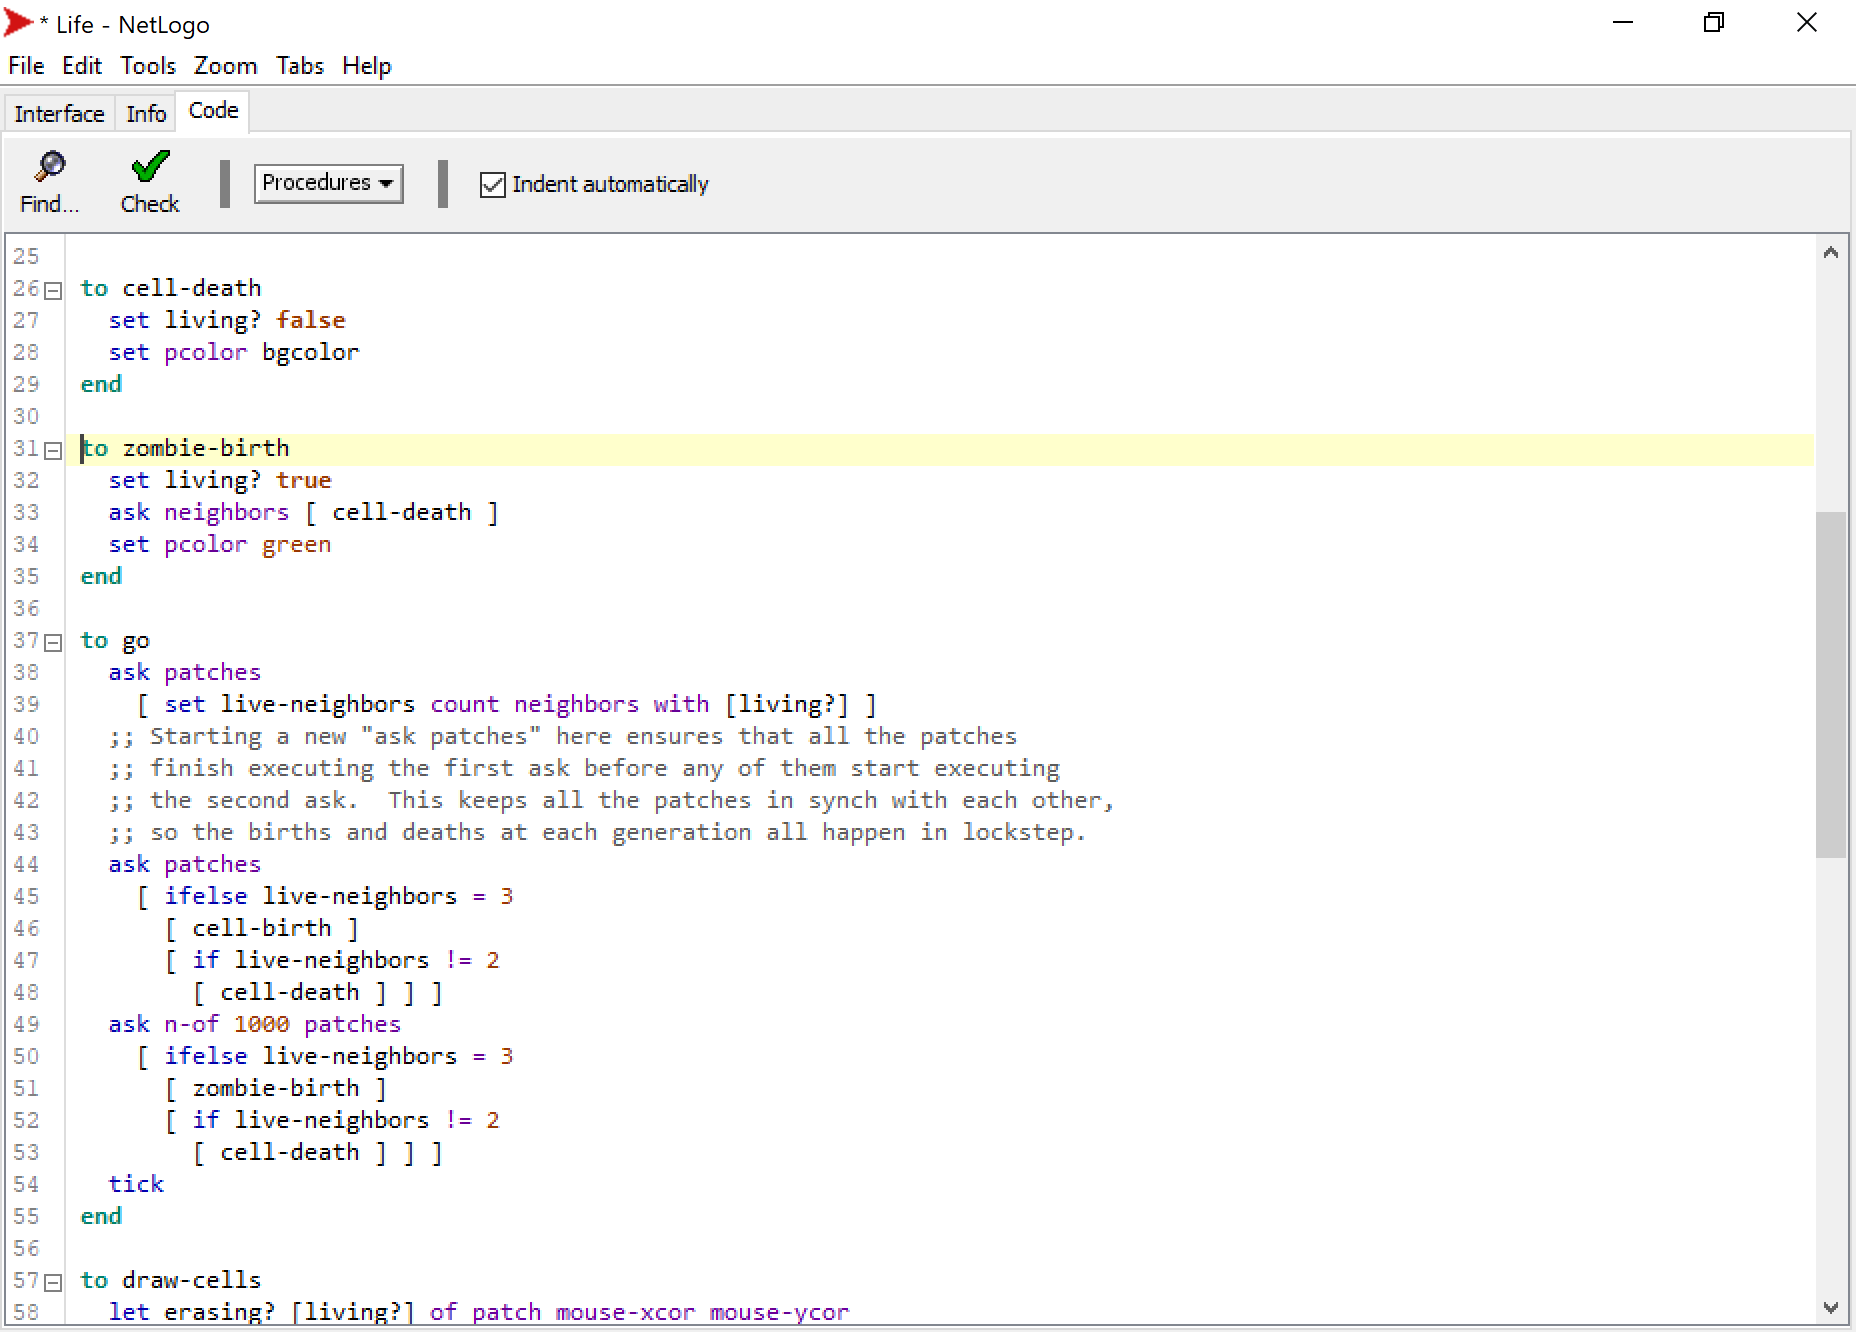 * Life - NetLogo
File Edit Tools Zoom Tabs Help
Interface Info Code
Find... Check Procedures Indent automatically
25
26 to cell-death
27   set living? false
28   set pcolor bgcolor
29 end
30
31 to zombie-birth
32   set living? true
33   ask neighbors [ cell-death ]
34   set pcolor green
35 end
36
37 to go
38   ask patches
39     [ set live-neighbors count neighbors with [living?] ]
40   ;; Starting a new "ask patches" here ensures that all the patches
41   ;; finish executing the first ask before any of them start executing
42   ;; the second ask.  This keeps all the patches in synch with each other,
43   ;; so the births and deaths at each generation all happen in lockstep.
44   ask patches
45     [ ifelse live-neighbors = 3
46       [ cell-birth ]
47       [ if live-neighbors != 2
48         [ cell-death ] ] ]
49   ask n-of 1000 patches
50     [ ifelse live-neighbors = 3
51       [ zombie-birth ]
52       [ if live-neighbors != 2
53         [ cell-death ] ] ]
54   tick
55 end
56
57 to draw-cells
58   let erasing? [living?] of patch mouse-xcor mouse-ycor